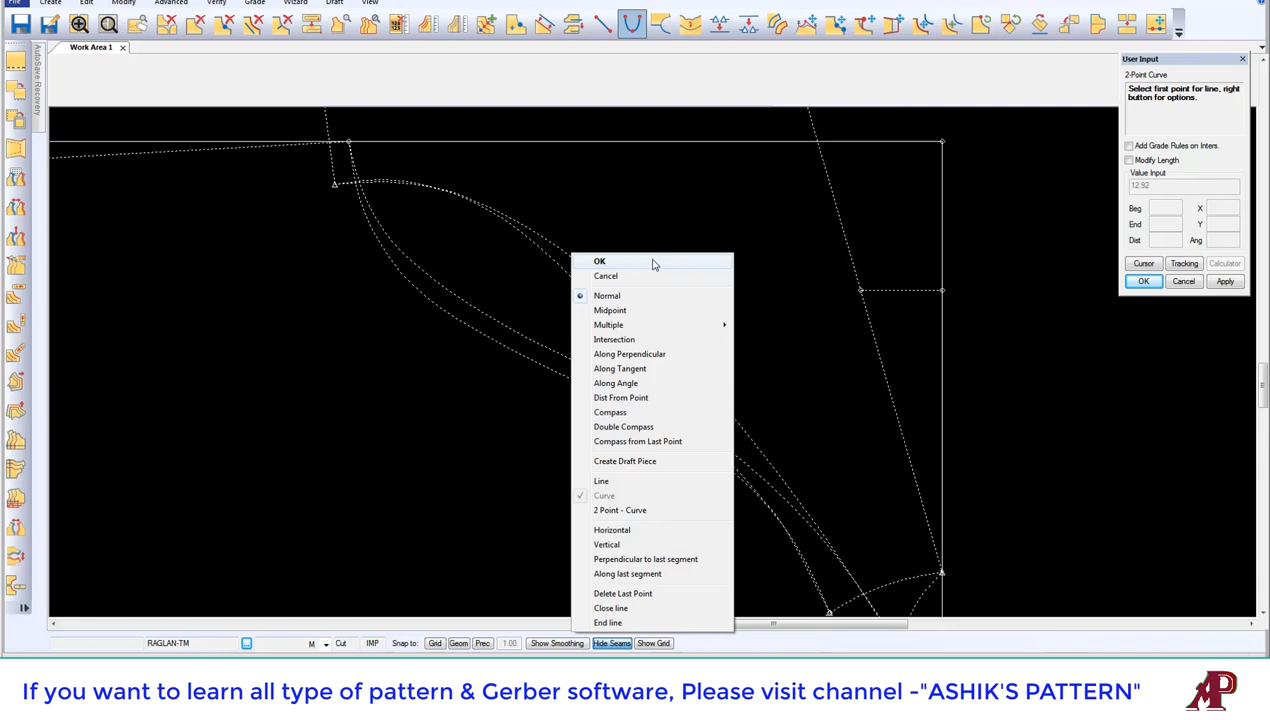 File Create Edit Modify Advanced Verify Grade Wizard Draft View
Work Area 1
AutoSave Recovery
User Input
2-Point Curve
Select first point for line, right
button for options.
Add Grade Rules on Inters.
Modify Length
Value Input
12.92
Beg X
End Y
Dist Ang
Cursor Tracking Calculator
OK Cancel Apply
OK
Cancel
Normal
Midpoint
Multiple
Intersection
Along Perpendicular
Along Tangent
Along Angle
Dist From Point
Compass
Double Compass
Compass from Last Point
Create Draft Piece
Line
Curve
2 Point - Curve
Horizontal
Vertical
Perpendicular to last segment
Along last segment
Delete Last Point
Close line
End line
RAGLAN-TM M Cut IMP Snap to: Grid Geom Prec 1.00 Show Smoothing Hide Seams Show Grid
If you want to learn all type of pattern & Gerber software, Please visit channel -"ASHIK'S PATTERN"
AP